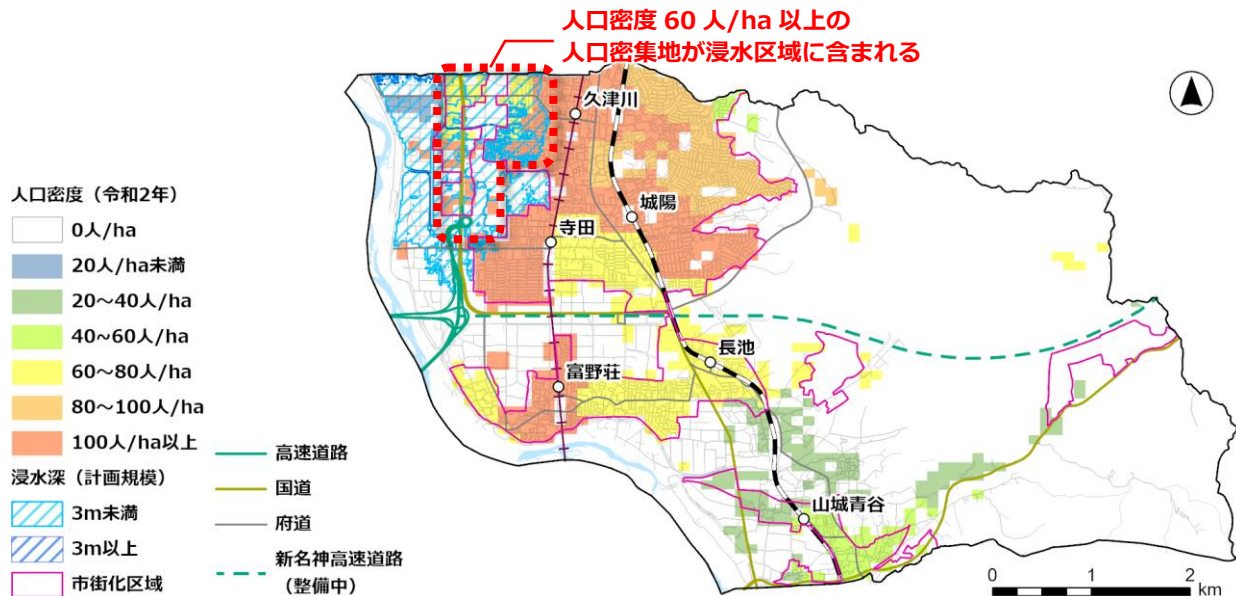 人口密度 60 人/ha 以上の
人口密集地が浸水区域に含まれる
久津川
城陽
寺田
長池
富野荘
山城青谷
人口密度（令和2年）
0人/ha
20人/ha未満
20～40人/ha
40~60人/ha
60～80人/ha
80～100人/ha
100人/ha以上
浸水深（計画規模）
3m未満
3m以上
市街化区域
高速道路
国道
府道
新名神高速道路
（整備中）
0 1 2
km